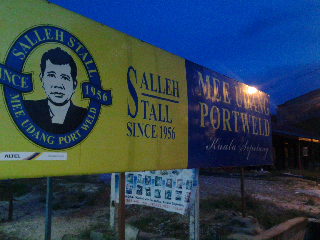 SALLEH STALL
SINCE 1956
MEE UDANG PORT WELD
SALLEH
STALL
SINCE 1956
MEE UDANG
PORTWELD
Kuala Sepetang